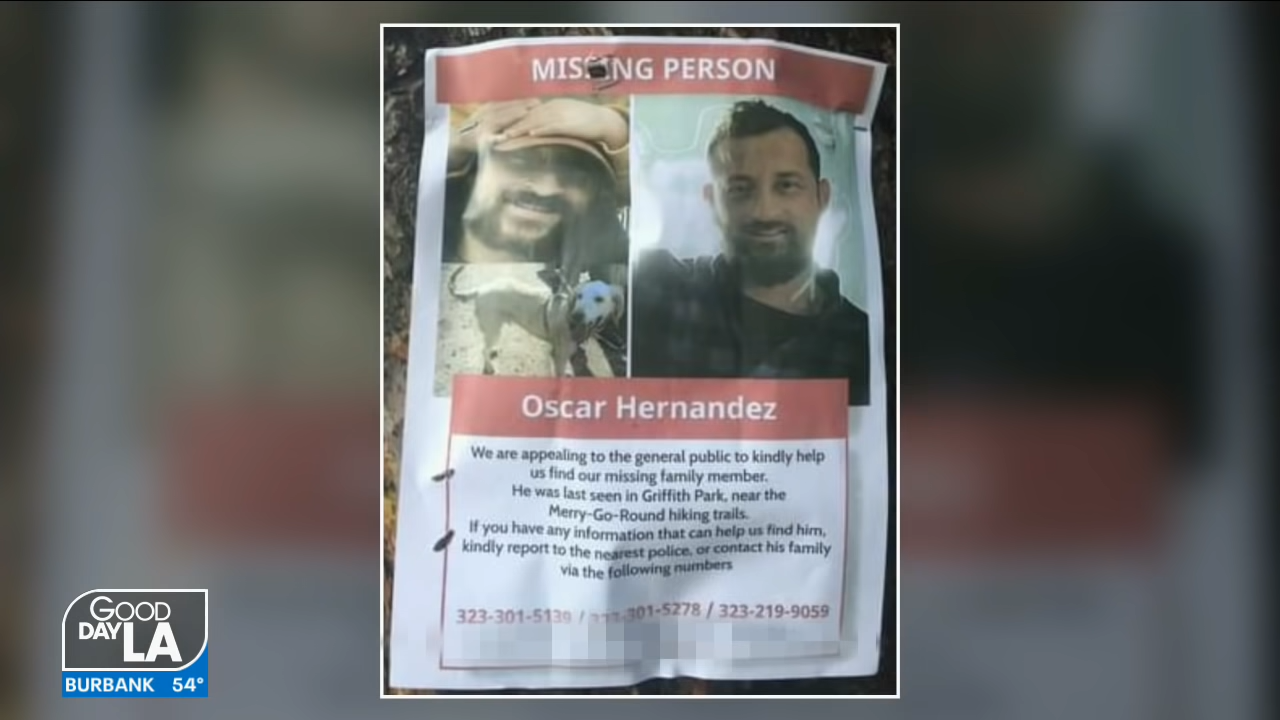 MISSING PERSON
Oscar Hernandez
We are appealing to the general public to kindly help
us find our missing family member.
He was last seen in Griffith Park, near the
Merry-Go-Round hiking trails.
If you have any information that can help us find him,
kindly report to the nearest police, or contact his family
via the following numbers
323-301-5139 / 323-301-5278 / 323-219-9059
GOOD
DAY LA
BURBANK 54°